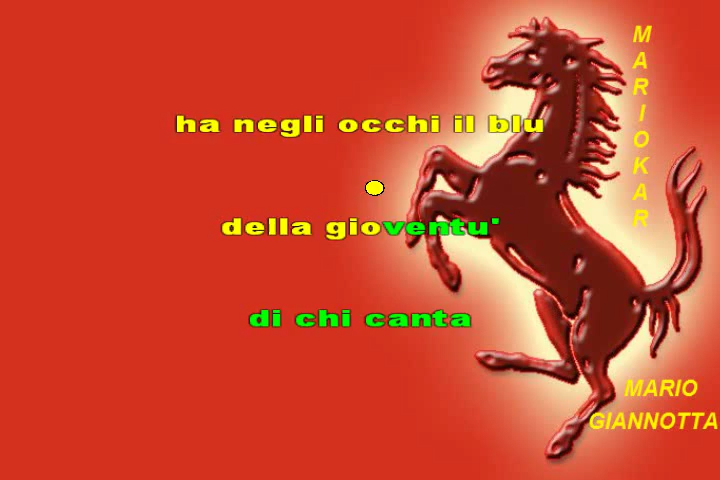 ha negli occhi il blu
della gioventu'
di chi canta
MARIOKAR
MARIO
GIANNOTTA